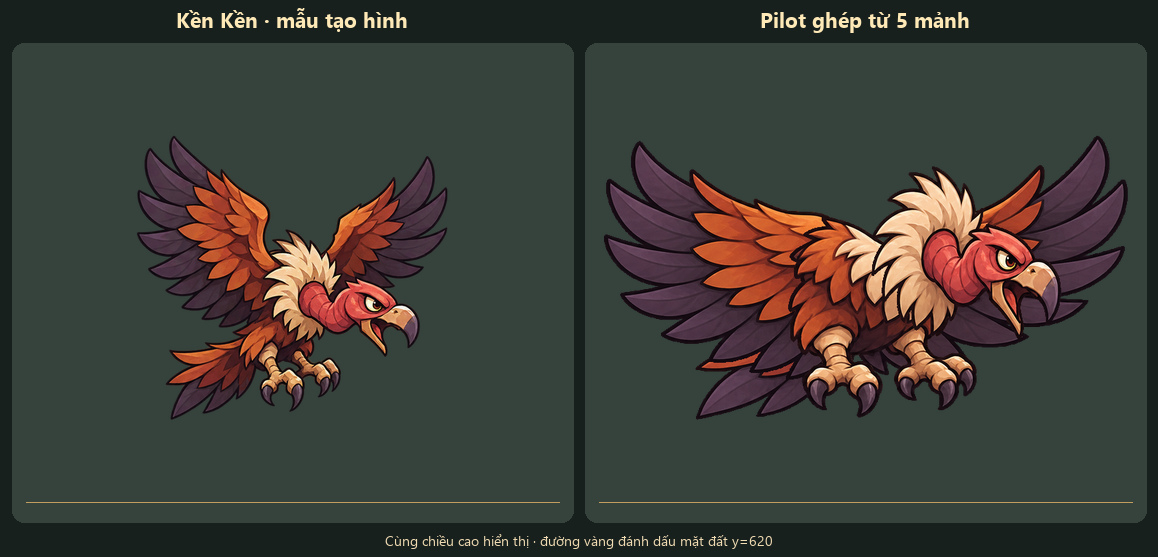 Kền Kền · mẫu tạo hình
Pilot ghép từ 5 mảnh
Cùng chiều cao hiển thị · đường vàng đánh dấu mặt đất y=620